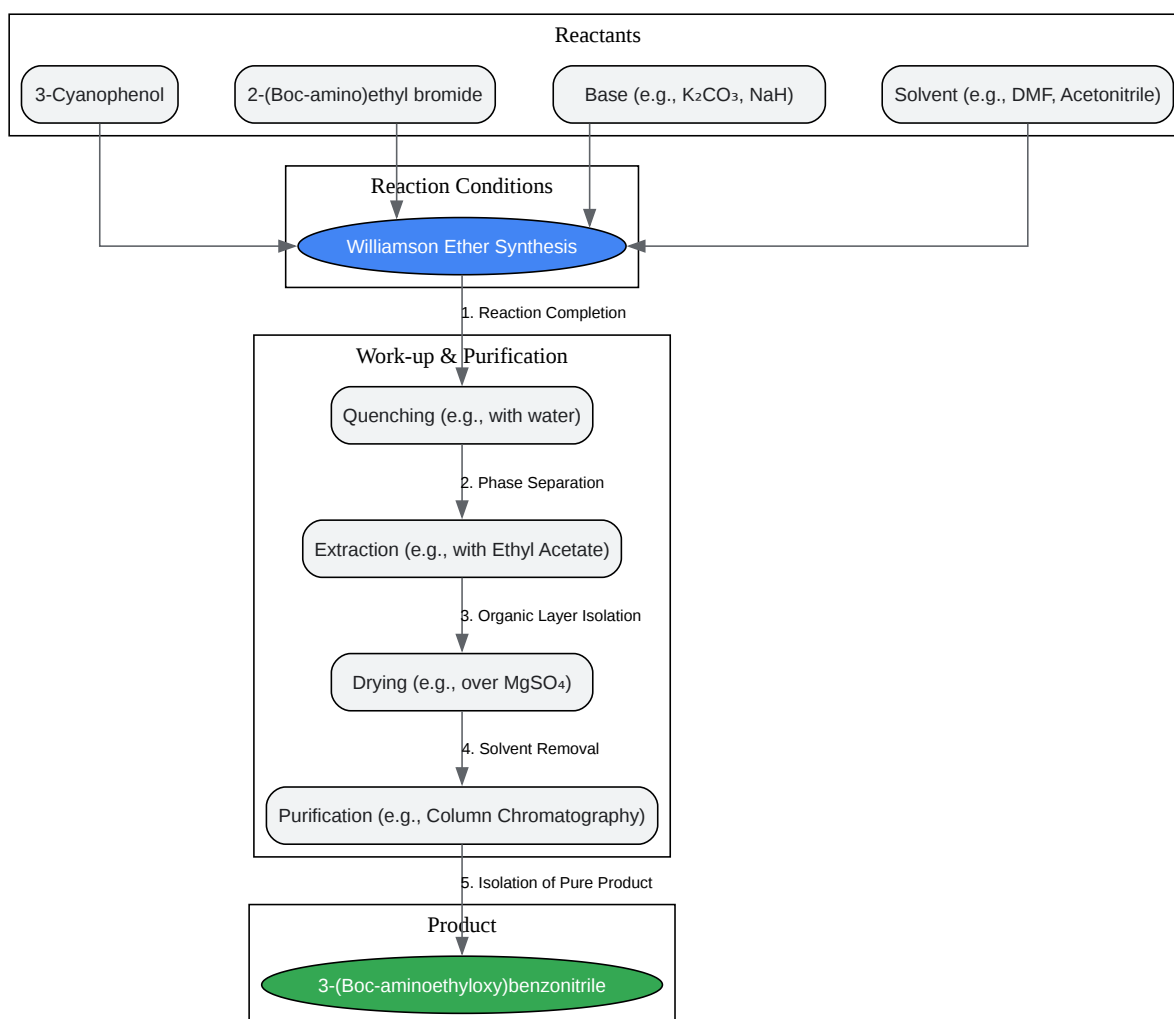 Reactants
3-Cyanophenol
2-(Boc-amino)ethyl bromide
Base (e.g., K₂CO₃, NaH)
Solvent (e.g., DMF, Acetonitrile)
Reaction Conditions
Williamson Ether Synthesis
1. Reaction Completion
Work-up & Purification
Quenching (e.g., with water)
2. Phase Separation
Extraction (e.g., with Ethyl Acetate)
3. Organic Layer Isolation
Drying (e.g., over MgSO₄)
4. Solvent Removal
Purification (e.g., Column Chromatography)
5. Isolation of Pure Product
Product
3-(Boc-aminoethyloxy)benzonitrile